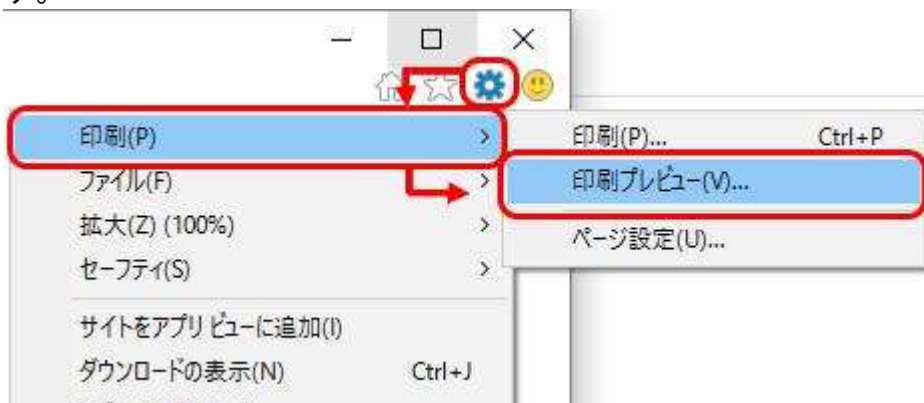 す。
印刷(P)
印刷(P)... Ctrl+P
ファイル(F)
印刷プレビュー(V)...
拡大(Z) (100%)
ページ設定(U)...
セーフティ(S)
サイトをアプリ ビューに追加(I)
ダウンロードの表示(N) Ctrl+J